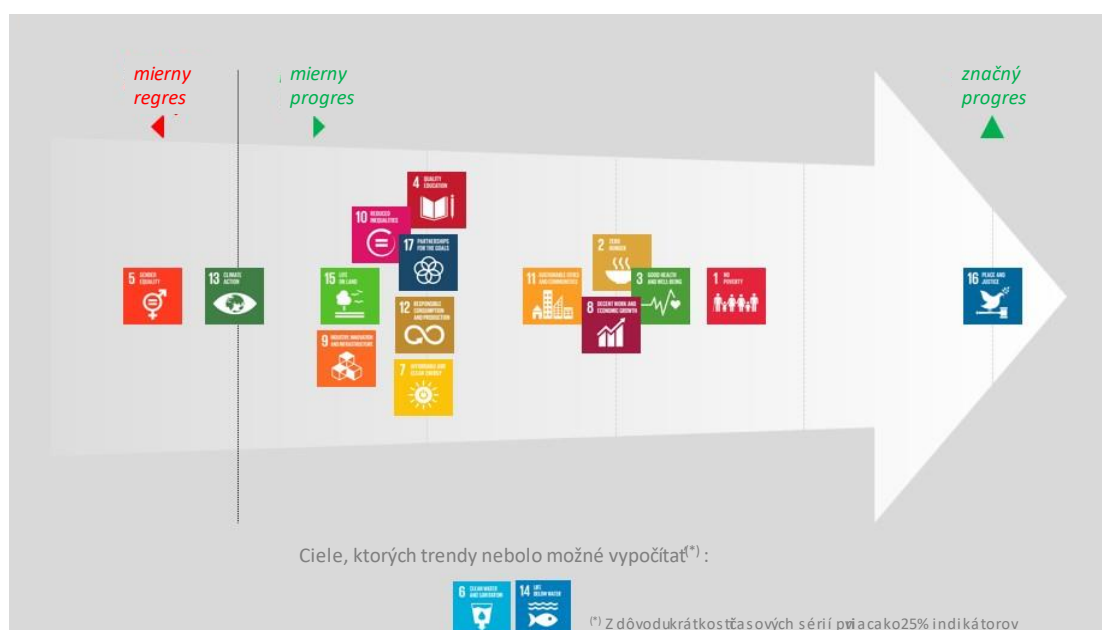 mierny
regres
mierny
progres
značný
progres
4 QUALITY
EDUCATION
10 REDUCED
INEQUALITIES
17 PARTNERSHIPS
FOR THE GOALS
2 ZERO
HUNGER
5 GENDER
EQUALITY
13 CLIMATE
ACTION
15 LIFE
ON LAND
11 SUSTAINABLE CITIES
AND COMMUNITIES
3 GOOD HEALTH
AND WELL-BEING
1 NO
POVERTY
16 PEACE AND
JUSTICE
12 RESPONSIBLE
CONSUMPTION
AND PRODUCTION
8 DECENT WORK AND
ECONOMIC GROWTH
9 INDUSTRY, INNOVATION
AND INFRASTRUCTURE
7 AFFORDABLE AND
CLEAN ENERGY
Ciele, ktorých trendy nebolo možné vypočítať(*) :
6 CLEAN WATER
AND SANITATION
14 LIFE
BELOW WATER
(*) Z dôvodu krátkosti časových sérií pri viac ako 25% indikátorov